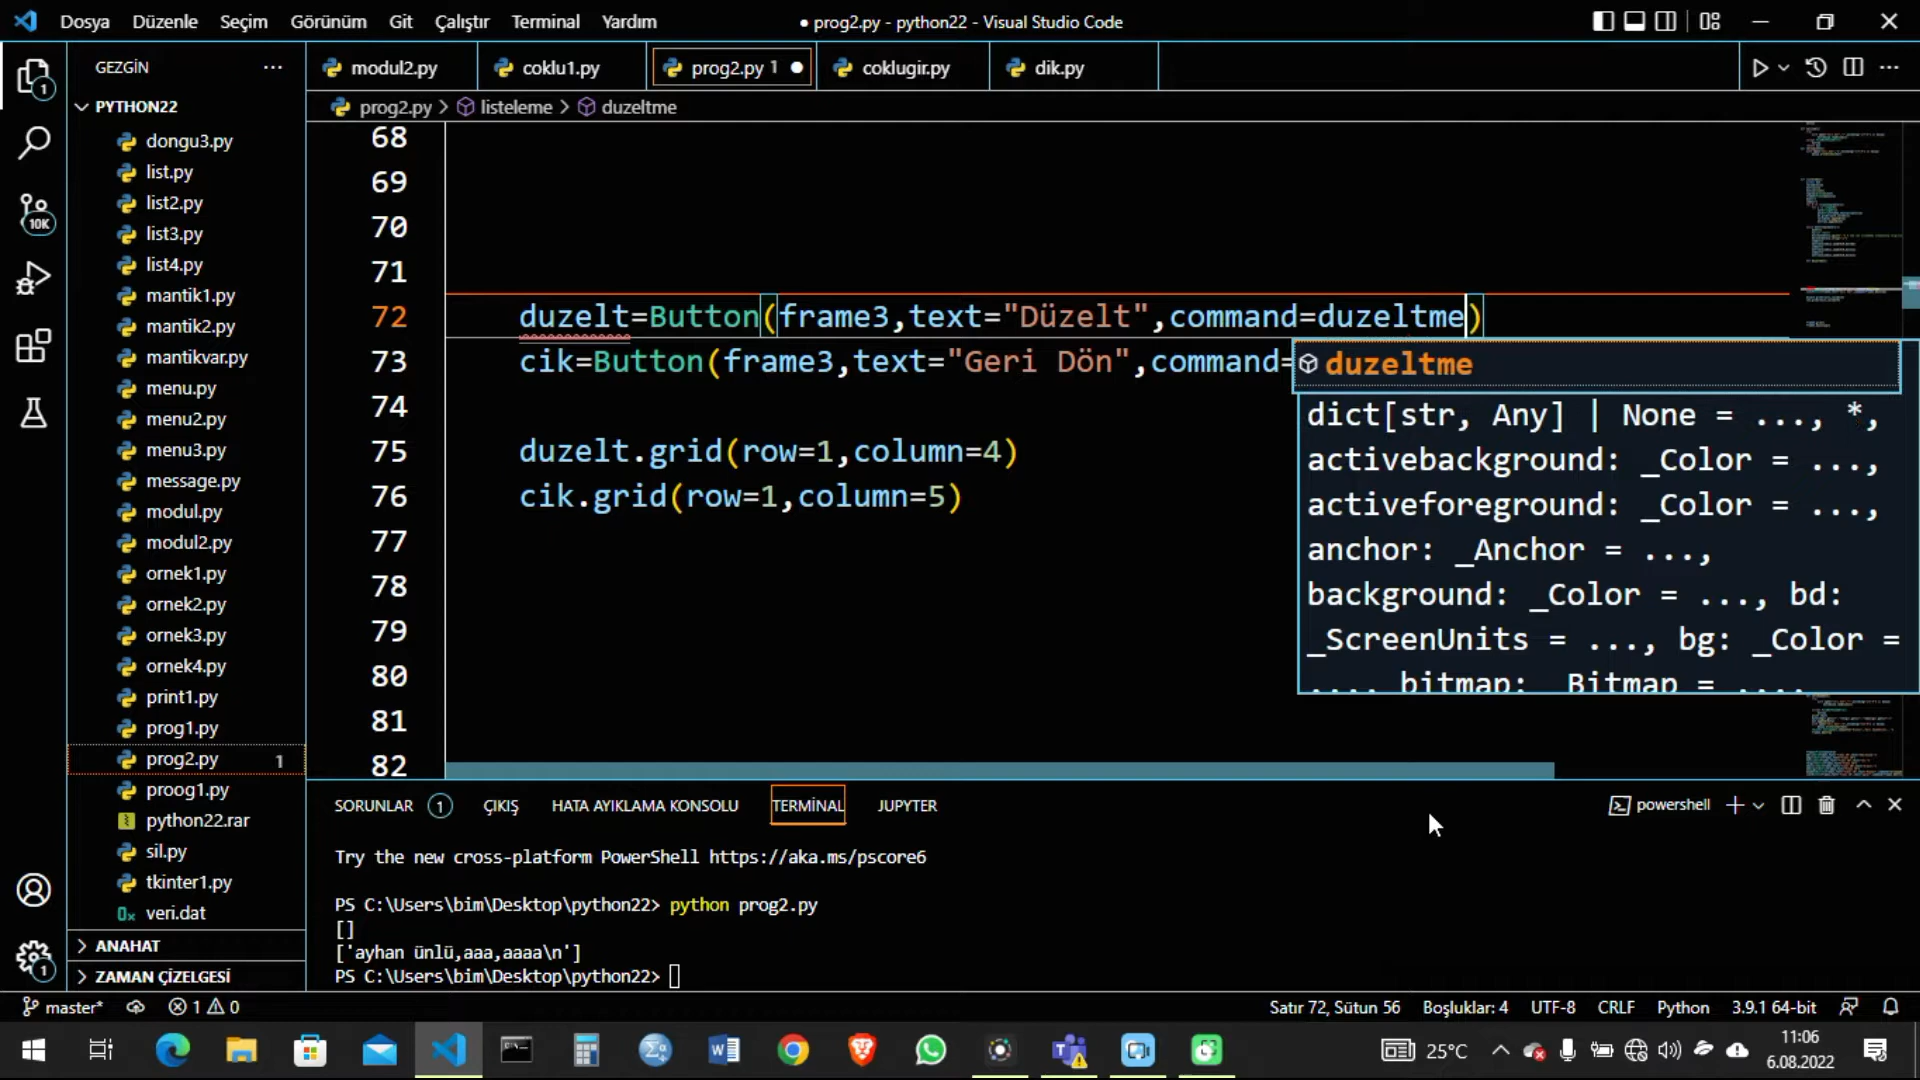 Dosya Düzenle Seçim Görünüm Git Çalıştır Terminal Yardım
● prog2.py - python22 - Visual Studio Code
GEZGİN ···
modul2.py coklu1.py prog2.py 1 ● coklugir.py dik.py
PYTHON22
prog2.py > listeleme > duzeltme
dongu3.py
list.py
list2.py
list3.py
list4.py
mantik1.py
mantik2.py
mantikvar.py
menu.py
menu2.py
menu3.py
message.py
modul.py
modul2.py
ornek1.py
ornek2.py
ornek3.py
ornek4.py
print1.py
prog1.py
prog2.py 1
proog1.py
python22.rar
sil.py
tkinter1.py
veri.dat
ANAHAT
ZAMAN ÇİZELGESİ
1
10K
1
68
69
70
71
72 duzelt=Button(frame3,text="Düzelt",command=duzeltme)
73 cik=Button(frame3,text="Geri Dön",command=
74
75 duzelt.grid(row=1,column=4)
76 cik.grid(row=1,column=5)
77
78
79
80
81
82
duzeltme
dict[str, Any] | None = ..., *,
activebackground: _Color = ...,
activeforeground: _Color = ...,
anchor: _Anchor = ...,
background: _Color = ..., bd:
_ScreenUnits = ..., bg: _Color =
..., bitmap: _Bitmap = ...,
SORUNLAR 1 ÇIKIŞ HATA AYIKLAMA KONSOLU TERMİNAL JUPYTER
powershell
Try the new cross-platform PowerShell https://aka.ms/pscore6
PS C:\Users\bim\Desktop\python22> python prog2.py
[]
['ayhan ünlü,aaa,aaaa\n']
PS C:\Users\bim\Desktop\python22>
master* 1 0
Satır 72, Sütun 56 Boşluklar: 4 UTF-8 CRLF Python 3.9.1 64-bit
25°C
11:06
6.08.2022